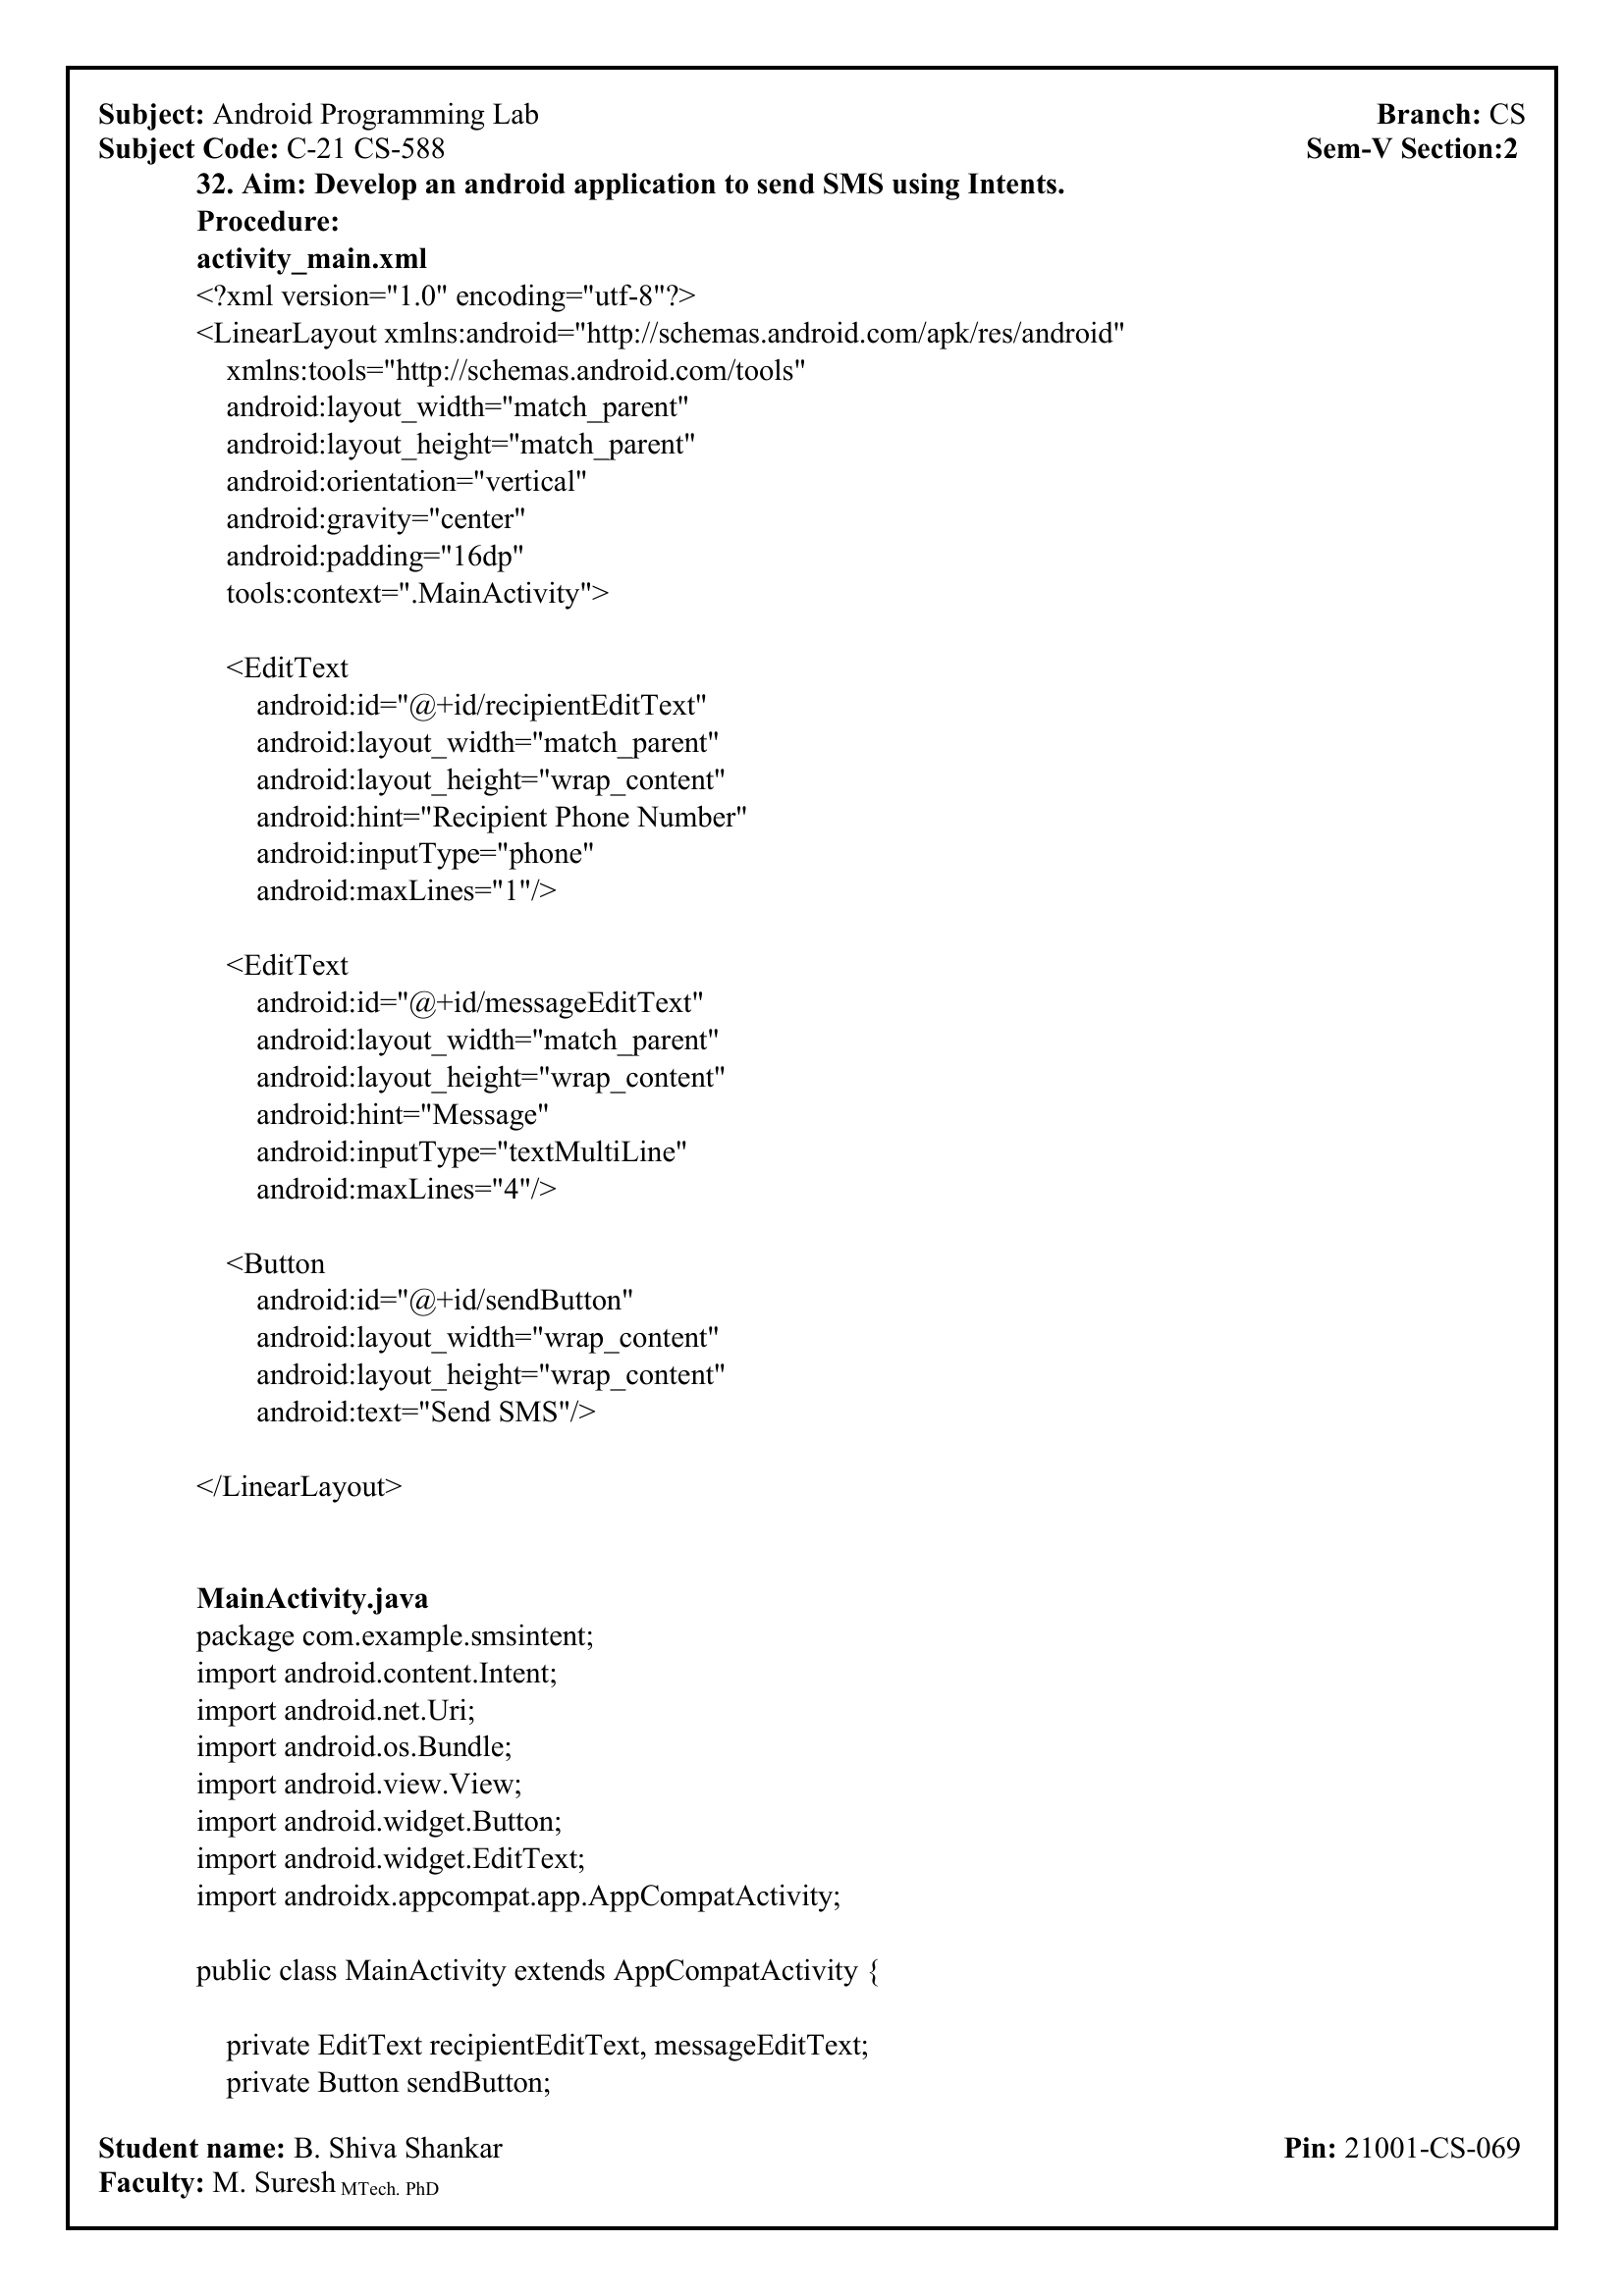 Subject: Android Programming Lab Branch: CS
Subject Code: C-21 CS-588 Sem-V Section:2
32. Aim: Develop an android application to send SMS using Intents.
Procedure:
activity_main.xml
<?xml version="1.0" encoding="utf-8"?>
<LinearLayout xmlns:android="http://schemas.android.com/apk/res/android"
xmlns:tools="http://schemas.android.com/tools"
android:layout_width="match_parent"
android:layout_height="match_parent"
android:orientation="vertical"
android:gravity="center"
android:padding="16dp"
tools:context=".MainActivity">
<EditText
android:id="@+id/recipientEditText"
android:layout_width="match_parent"
android:layout_height="wrap_content"
android:hint="Recipient Phone Number"
android:inputType="phone"
android:maxLines="1"/>
<EditText
android:id="@+id/messageEditText"
android:layout_width="match_parent"
android:layout_height="wrap_content"
android:hint="Message"
android:inputType="textMultiLine"
android:maxLines="4"/>
<Button
android:id="@+id/sendButton"
android:layout_width="wrap_content"
android:layout_height="wrap_content"
android:text="Send SMS"/>
</LinearLayout>
MainActivity.java
package com.example.smsintent;
import android.content.Intent;
import android.net.Uri;
import android.os.Bundle;
import android.view.View;
import android.widget.Button;
import android.widget.EditText;
import androidx.appcompat.app.AppCompatActivity;
public class MainActivity extends AppCompatActivity {
private EditText recipientEditText, messageEditText;
private Button sendButton;
Student name: B. Shiva Shankar Pin: 21001-CS-069
Faculty: M. Suresh MTech. PhD